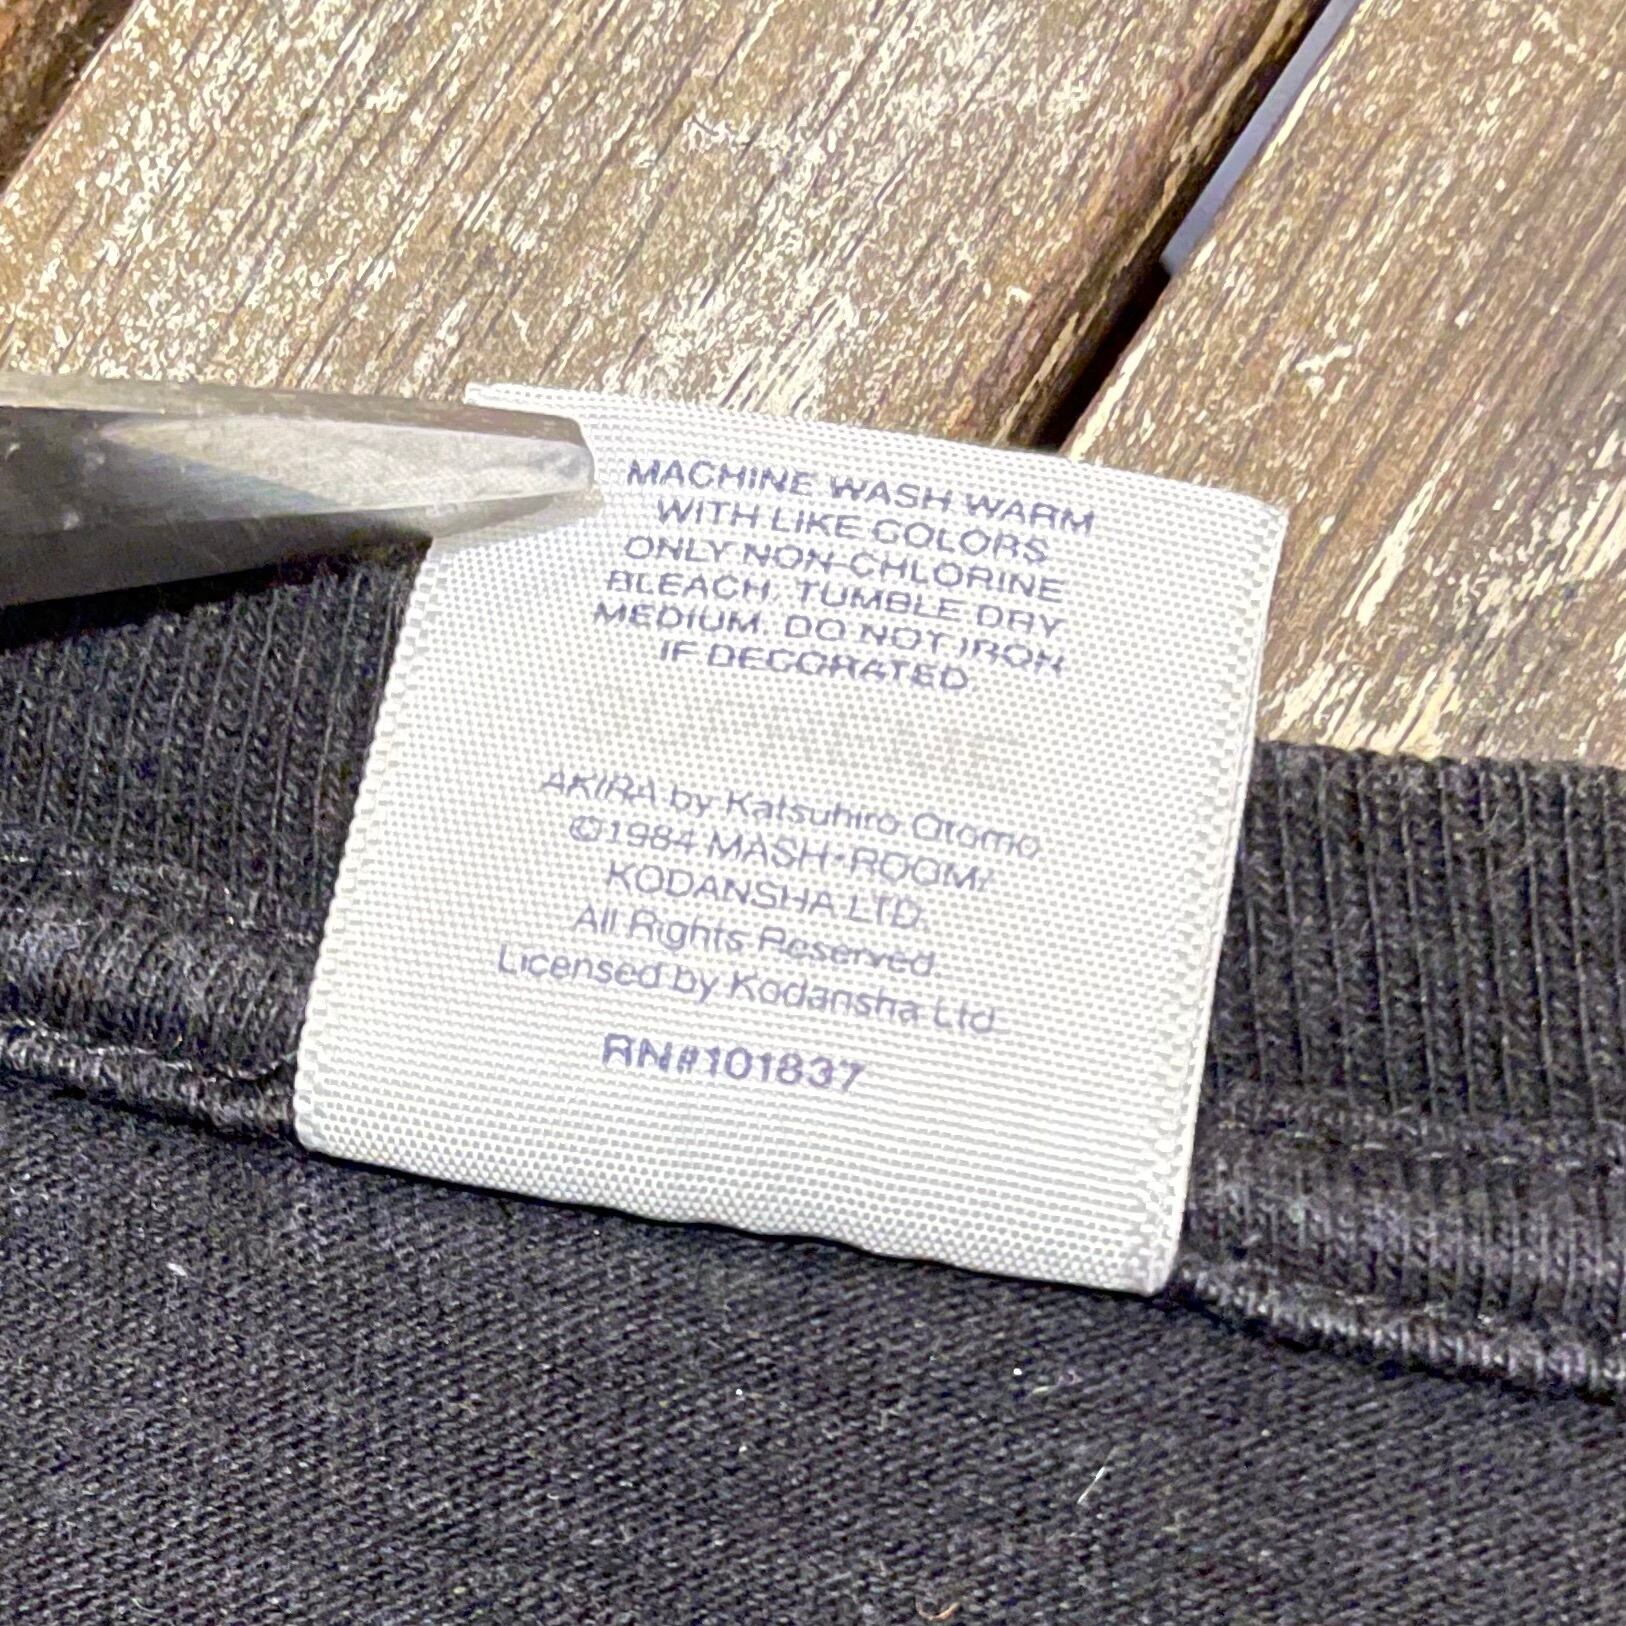 MACHINE WASH WARM
WITH LIKE COLORS
ONLY NON-CHLORINE
BLEACH. TUMBLE DRY
MEDIUM. DO NOT IRON
IF DECORATED.
AKIRA by Katsuhiro Otomo
©1984 MASH•ROOM/
KODANSHA LTD.
All Rights Reserved.
Licensed by Kodansha Ltd.
RN#101837